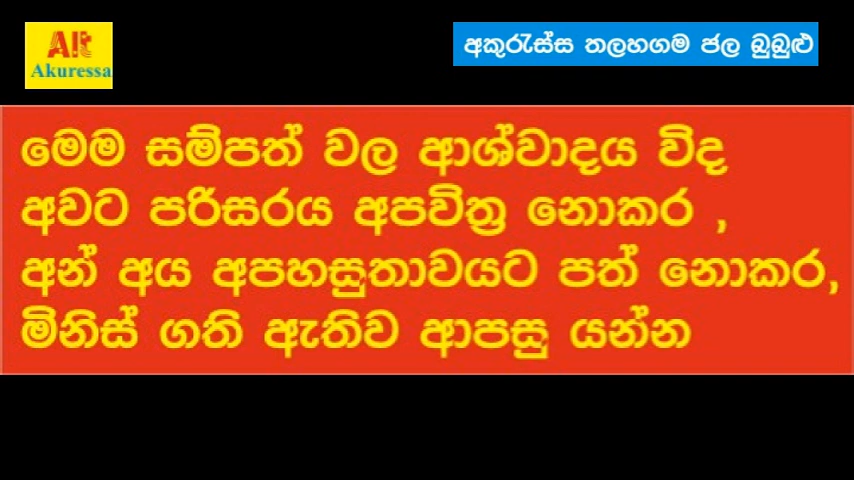 Alt
Akuressa
අකුරැස්ස තලහගම ජල බුබුළු
මෙම සම්පත් වල ආශ්වාදය විද
අවට පරිසරය අපවිත්‍ර නොකර ,
අන් අය අපහසුතාවයට පත් නොකර,
මිනිස් ගති ඇතිව ආපසු යන්න